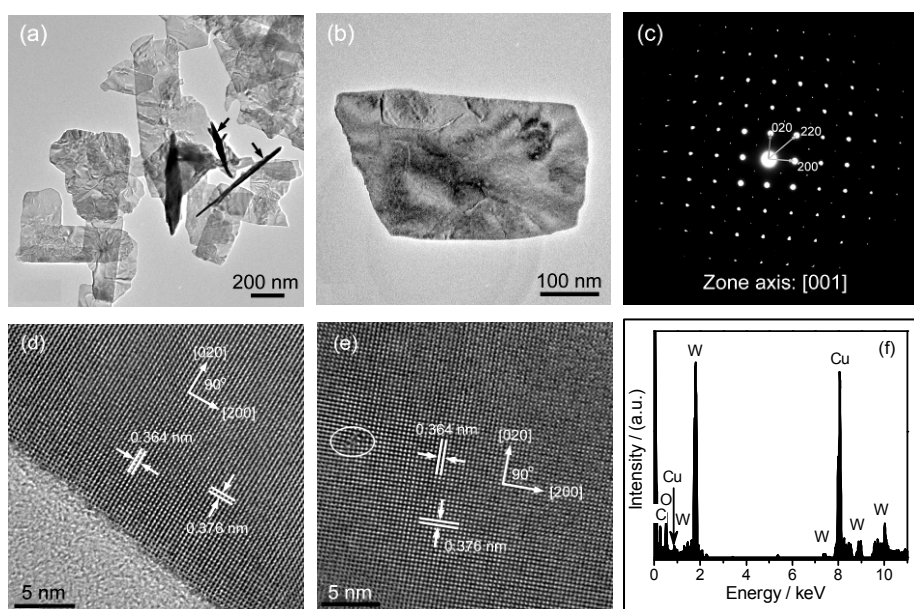 (a)
200 nm
(b)
100 nm
(c)
020
220
200
Zone axis: [001]
(d)
[020]
90°
[200]
0.364 nm
0.376 nm
5 nm
(e)
0.364 nm
[020]
90°
[200]
0.376 nm
5 nm
(f)
W
Cu
Cu
O
C
W
W
W
W
Intensity / (a.u.)
0 2 4 6 8 10
Energy / keV